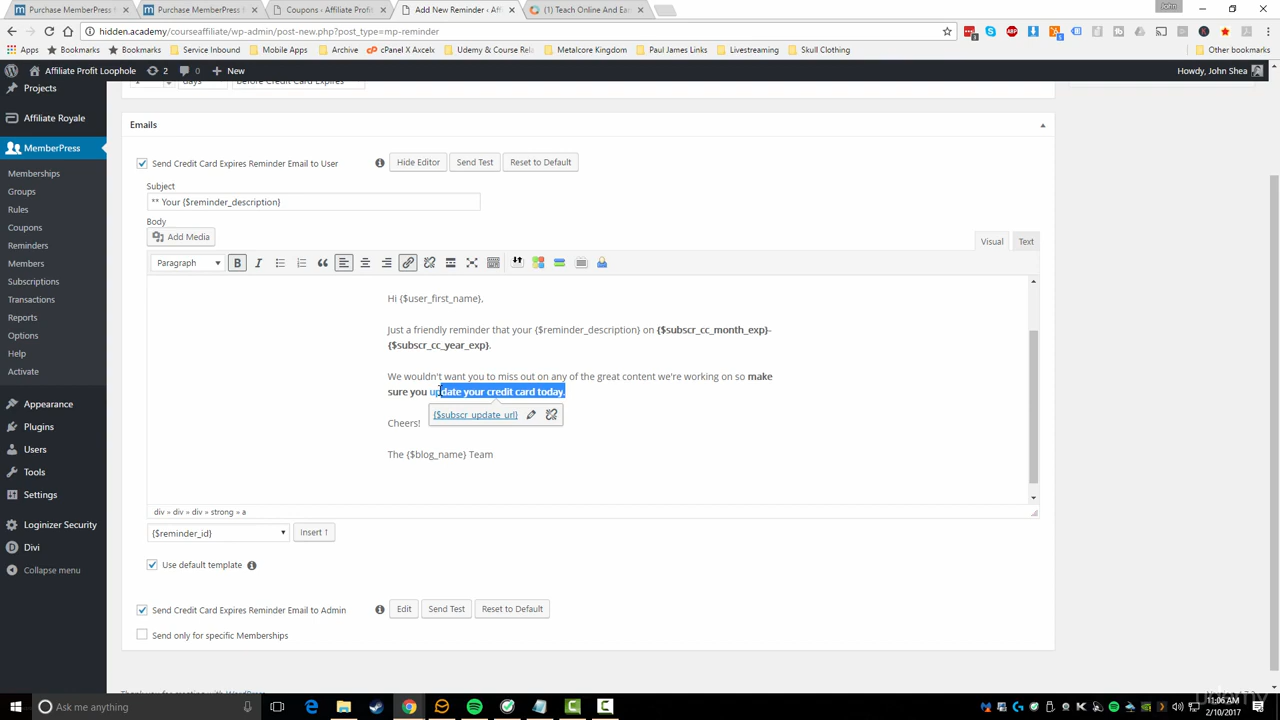 Purchase MemberPress
Purchase MemberPress
Coupons ‹ Affiliate Profi
Add New Reminder ‹ Aff
(1) Teach Online And Ear
John
hidden.academy/courseaffiliate/wp-admin/post-new.php?post_type=mp-reminder
Apps
Bookmarks
Bookmarks
Service Inbound
Mobile Apps
Archive
cPanel X Axcelx
Udemy & Course Rele
Metalcore Kingdom
Paul James Links
Livestreaming
Skull Clothing
Other bookmarks
Affiliate Profit Loophole
2
0
New
Howdy, John Shea
Projects
Affiliate Royale
MemberPress
Memberships
Groups
Rules
Coupons
Reminders
Members
Subscriptions
Transactions
Reports
Options
Help
Activate
Appearance
Plugins
Users
Tools
Settings
Loginizer Security
Divi
Collapse menu
days
before Credit Card Expires
Emails
Send Credit Card Expires Reminder Email to User
Hide Editor
Send Test
Reset to Default
Subject
** Your {$reminder_description}
Body
Add Media
Visual
Text
Paragraph
B
I
Hi {$user_first_name},
Just a friendly reminder that your {$reminder_description} on {$subscr_cc_month_exp}-
{$subscr_cc_year_exp}.
We wouldn't want you to miss out on any of the great content we're working on so make
sure you update your credit card today.
{$subscr_update_url}
Cheers!
The {$blog_name} Team
div » div » div » strong » a
{$reminder_id}
Insert ↑
Use default template
Send Credit Card Expires Reminder Email to Admin
Edit
Send Test
Reset to Default
Send only for specific Memberships
Thank you for creating with WordPress
Ask me anything
11:06 AM
2/10/2017